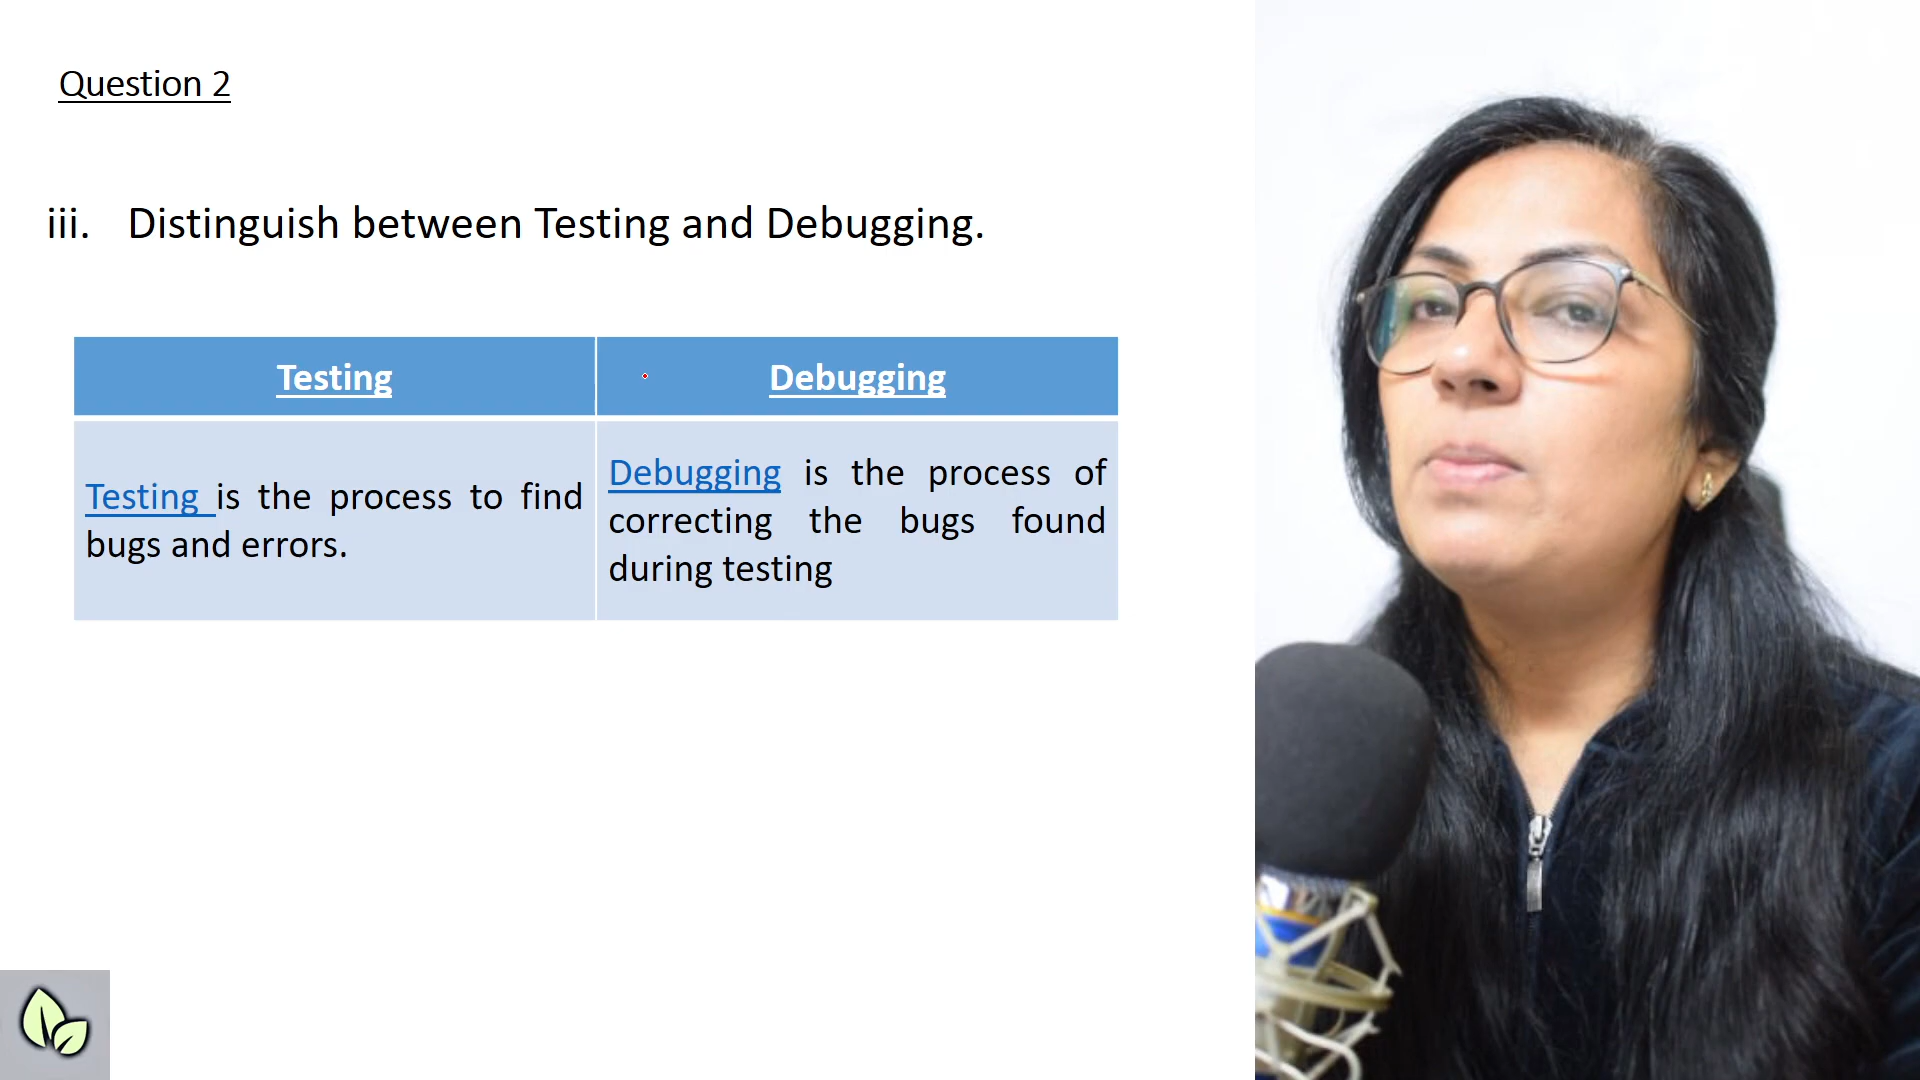 Question 2
iii. Distinguish between Testing and Debugging.
Testing
Debugging
Testing is the process to find
bugs and errors.
Debugging is the process of
correcting the bugs found
during testing